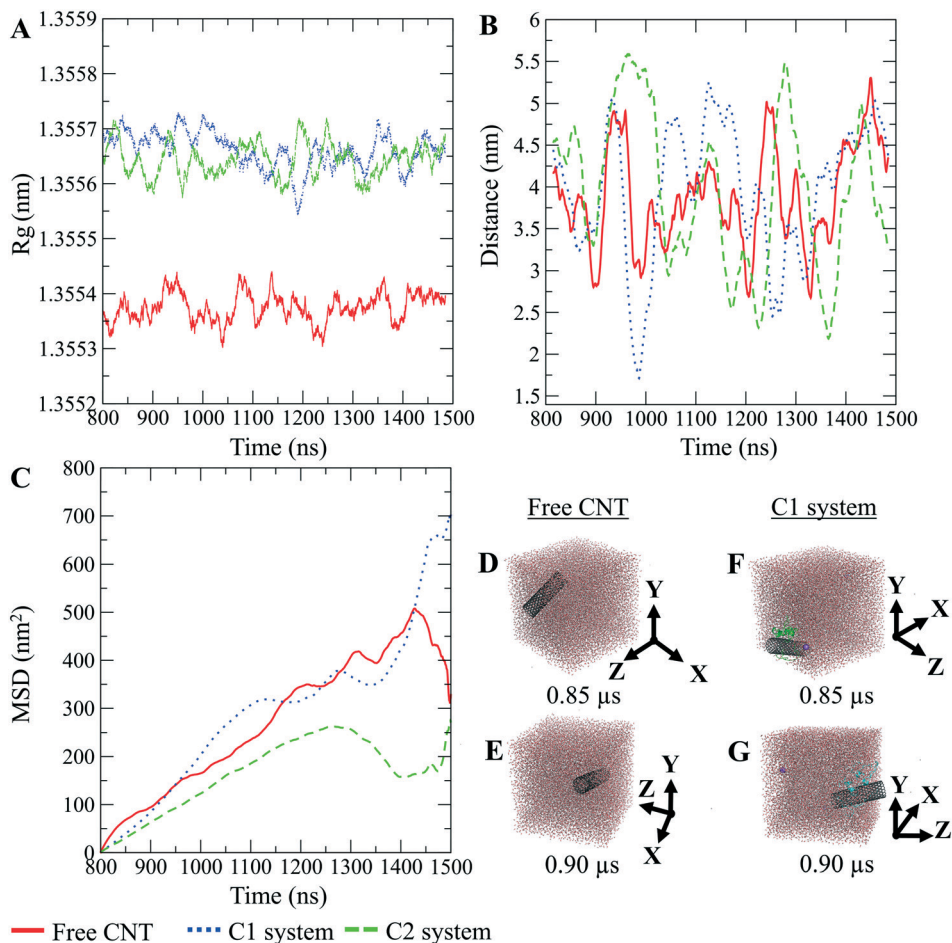 A
1.3559
1.3558
1.3557
1.3556
1.3555
1.3554
1.3553
1.3552
Rg (nm)
800 900 1000 1100 1200 1300 1400 1500
Time (ns)
B
6
5.5
5
4.5
4
3.5
3
2.5
2
1.5
Distance (nm)
800 900 1000 1100 1200 1300 1400 1500
Time (ns)
C
800
700
600
500
400
300
200
100
0
MSD (nm²)
800 900 1000 1100 1200 1300 1400 1500
Time (ns)
Free CNT
C1 system
D
Y
Z
X
0.85 µs
F
Y
X
Z
0.85 µs
E
Y
Z
X
0.90 µs
G
Y
X
Z
0.90 µs
Free CNT C1 system C2 system